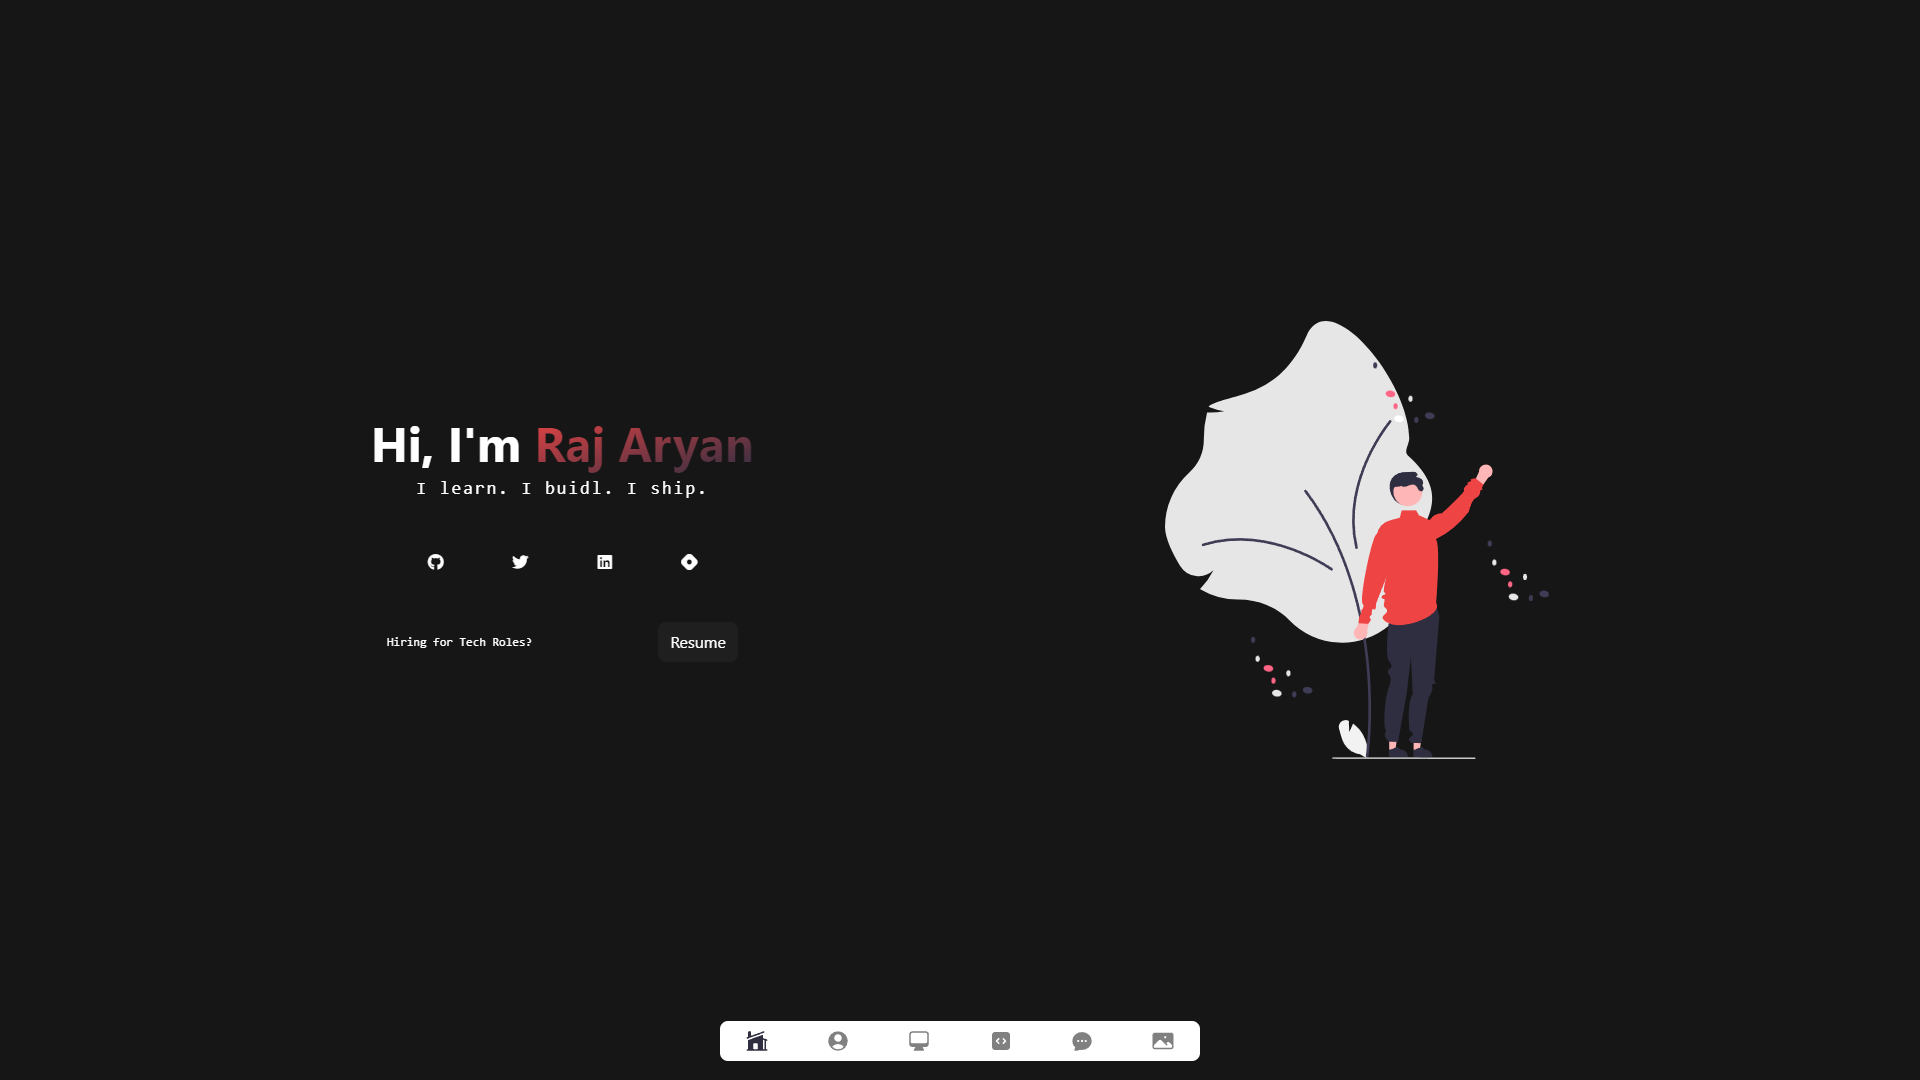 Hi, I'm Raj Aryan
I learn. I buidl. I ship.
Hiring for Tech Roles?
Resume